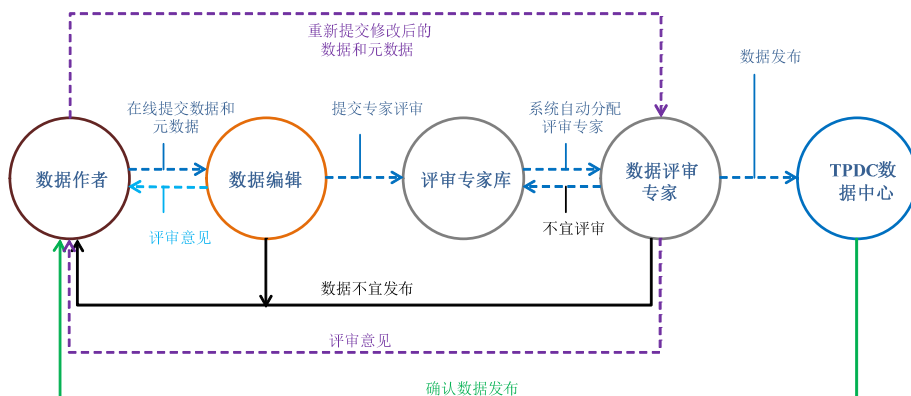 重新提交修改后的
数据和元数据
数据发布
在线提交数据和
元数据
提交专家评审
系统自动分配
评审专家
数据作者
数据编辑
评审专家库
数据评审
专家
TPDC数
据中心
评审意见
不宜评审
数据不宜发布
评审意见
确认数据发布